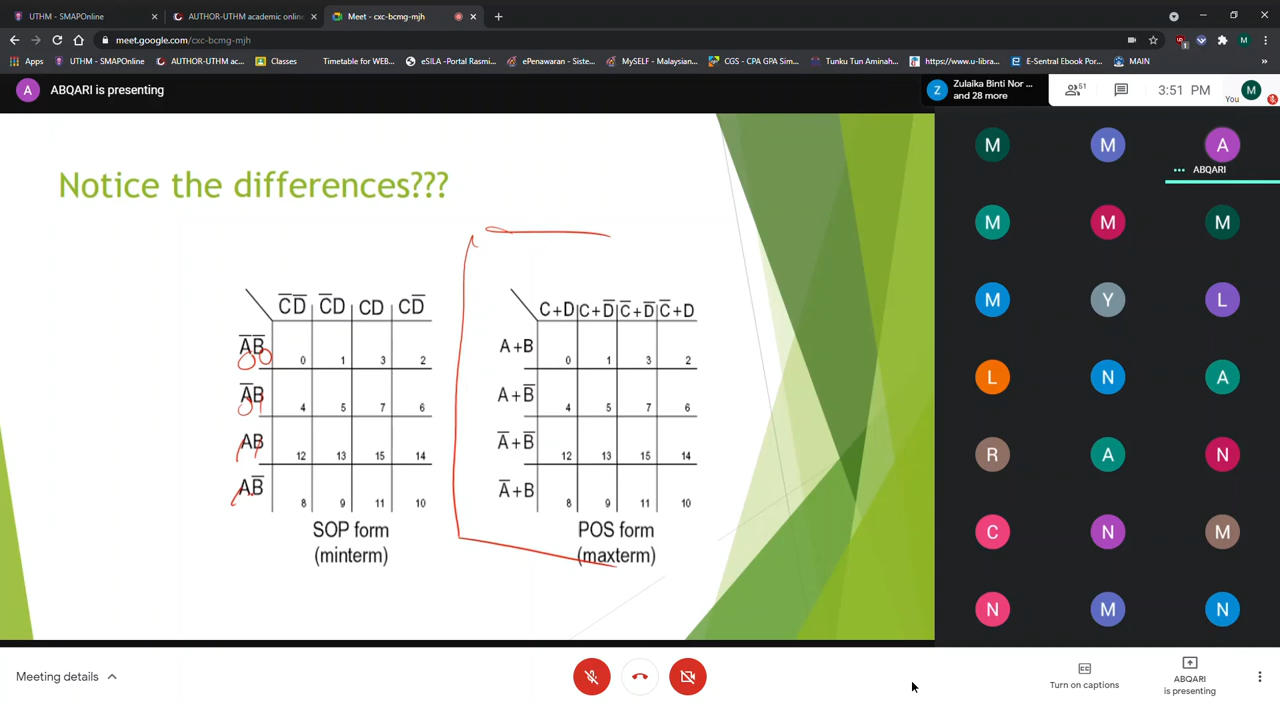 UTHM - SMAPOnline
AUTHOR-UTHM academic online
Meet - cxc-bcmg-mjh
meet.google.com/cxc-bcmg-mjh
Apps UTHM - SMAPOnline AUTHOR-UTHM ac... Classes Timetable for WEB... eSILA -Portal Rasmi... ePenawaran - Siste... MySELF - Malaysian... CGS - CPA GPA Sim... Tunku Tun Aminah... https://www.u-libra... E-Sentral Ebook Por... MAIN »
A ABQARI is presenting
Z Zulaika Binti Nor ...
and 28 more
51
3:51 PM
You M
Notice the differences???
C̅D̅ C̅D CD CD̅
A̅B̅ 0 1 3 2
00
A̅B 4 5 7 6
01
AB 12 13 15 14
11
AB̅ 8 9 11 10
SOP form
(minterm)
C+D C+D̅ C̅+D̅ C̅+D
A+B 0 1 3 2
A+B̅ 4 5 7 6
A̅+B̅ 12 13 15 14
A̅+B 8 9 11 10
POS form
(maxterm)
M M A
ABQARI
M M M
M Y L
L N A
R A N
C N M
N M N
Meeting details
Turn on captions
ABQARI
is presenting